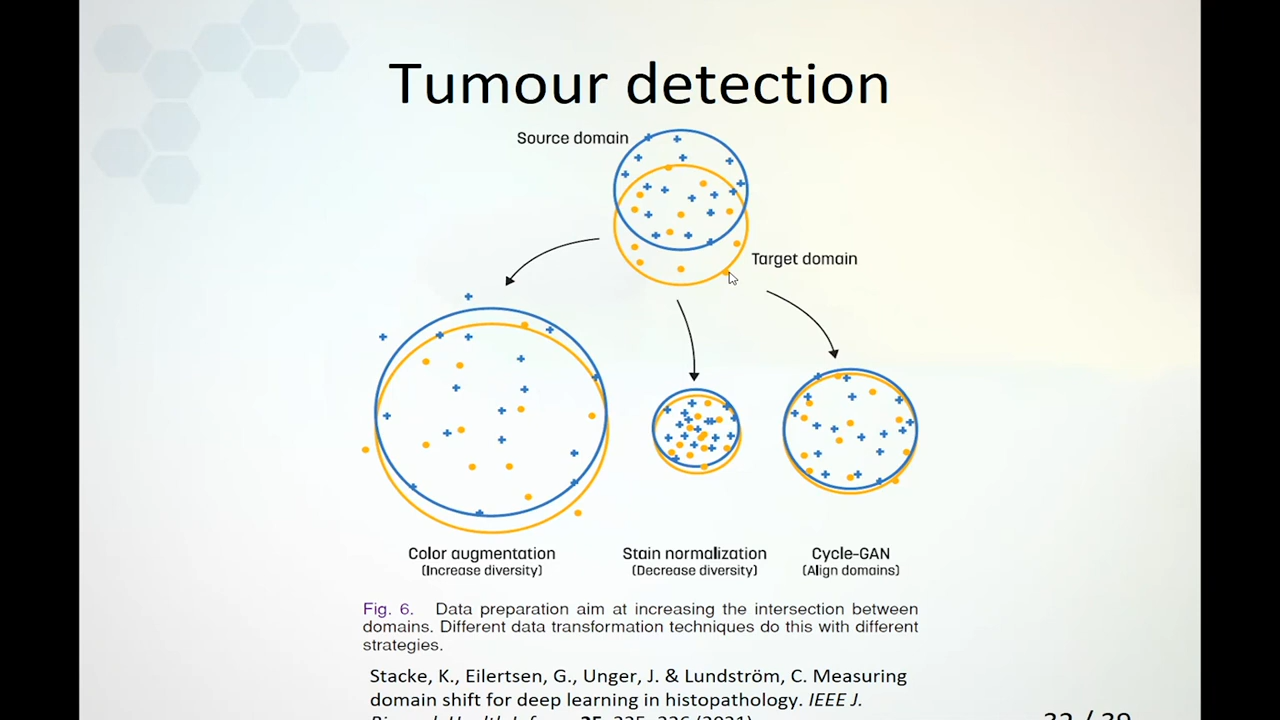 Tumour detection
Source domain
Target domain
Color augmentation
(Increase diversity)
Stain normalization
(Decrease diversity)
Cycle-GAN
(Align domains)
Fig. 6. Data preparation aim at increasing the intersection between
domains. Different data transformation techniques do this with different
strategies.
Stacke, K., Eilertsen, G., Unger, J. & Lundström, C. Measuring
domain shift for deep learning in histopathology. IEEE J.